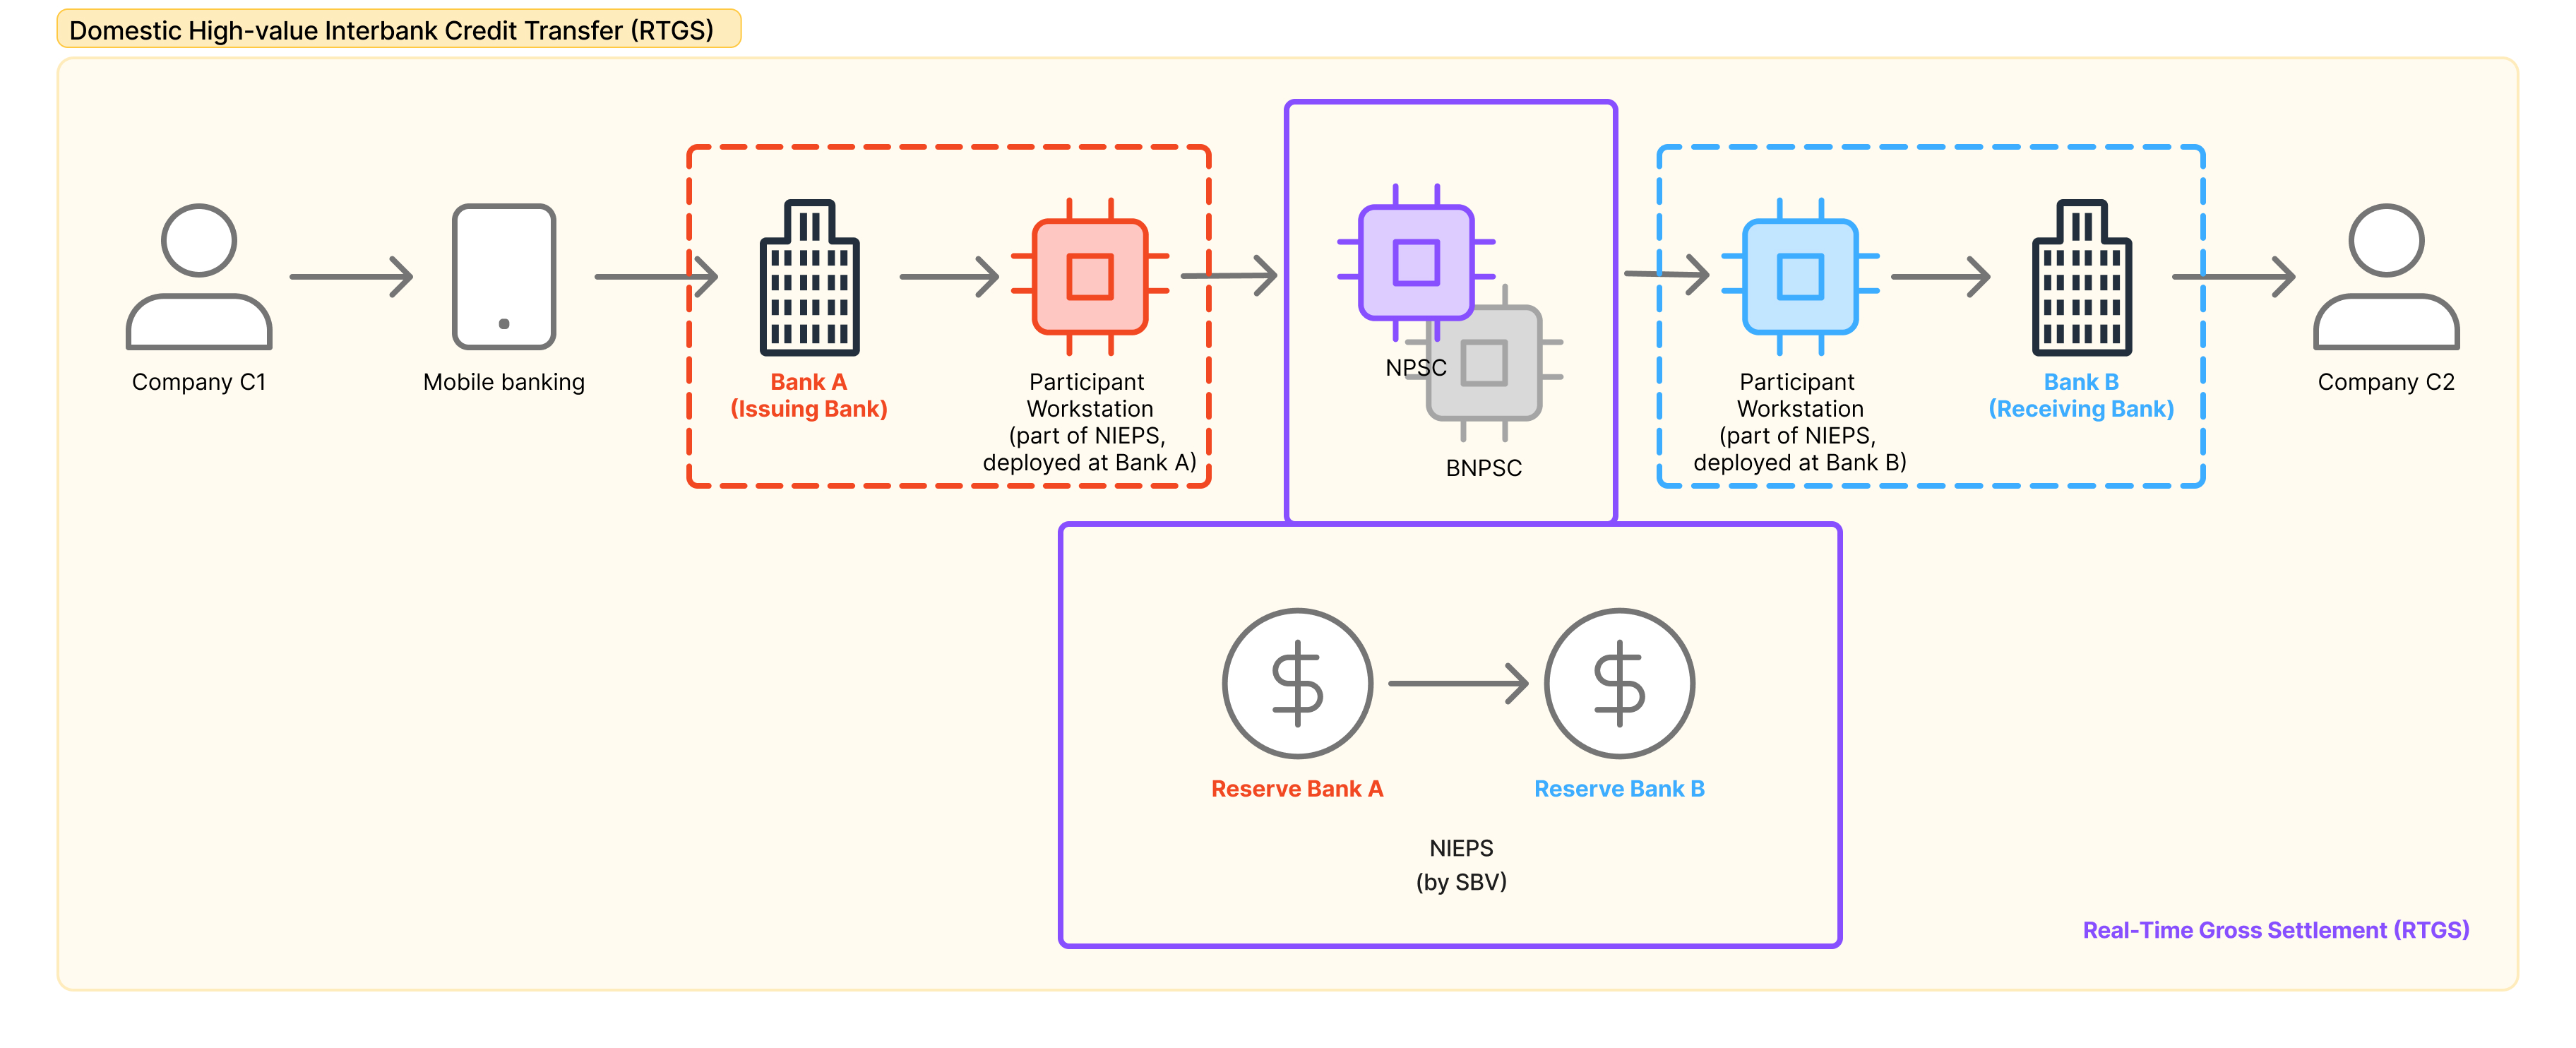 Domestic High-value Interbank Credit Transfer (RTGS)
Company C1
Mobile banking
Bank A
(Issuing Bank)
Participant
Workstation
(part of NIEPS,
deployed at Bank A)
NPSC
BNPSC
Participant
Workstation
(part of NIEPS,
deployed at Bank B)
Bank B
(Receiving Bank)
Company C2
Reserve Bank A
Reserve Bank B
NIEPS
(by SBV)
Real-Time Gross Settlement (RTGS)